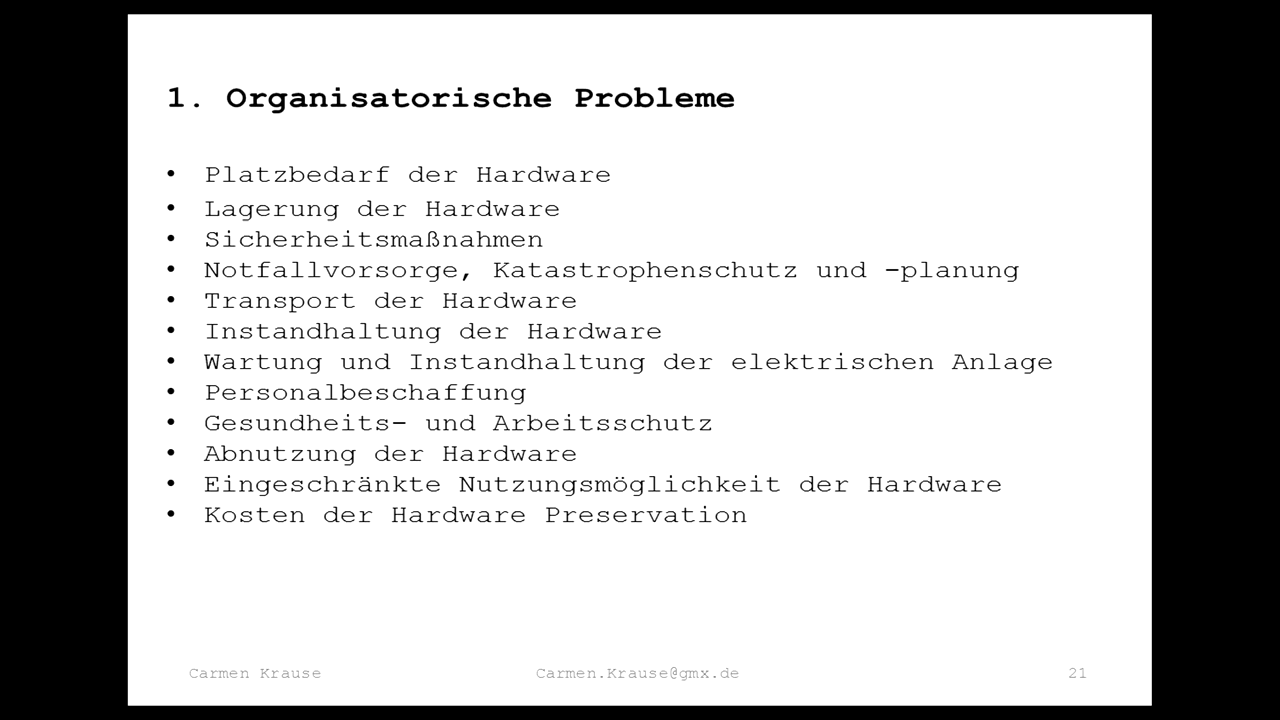 1. Organisatorische Probleme
• Platzbedarf der Hardware
• Lagerung der Hardware
• Sicherheitsmaßnahmen
• Notfallvorsorge, Katastrophenschutz und -planung
• Transport der Hardware
• Instandhaltung der Hardware
• Wartung und Instandhaltung der elektrischen Anlage
• Personalbeschaffung
• Gesundheits- und Arbeitsschutz
• Abnutzung der Hardware
• Eingeschränkte Nutzungsmöglichkeit der Hardware
• Kosten der Hardware Preservation
Carmen Krause Carmen.Krause@gmx.de 21